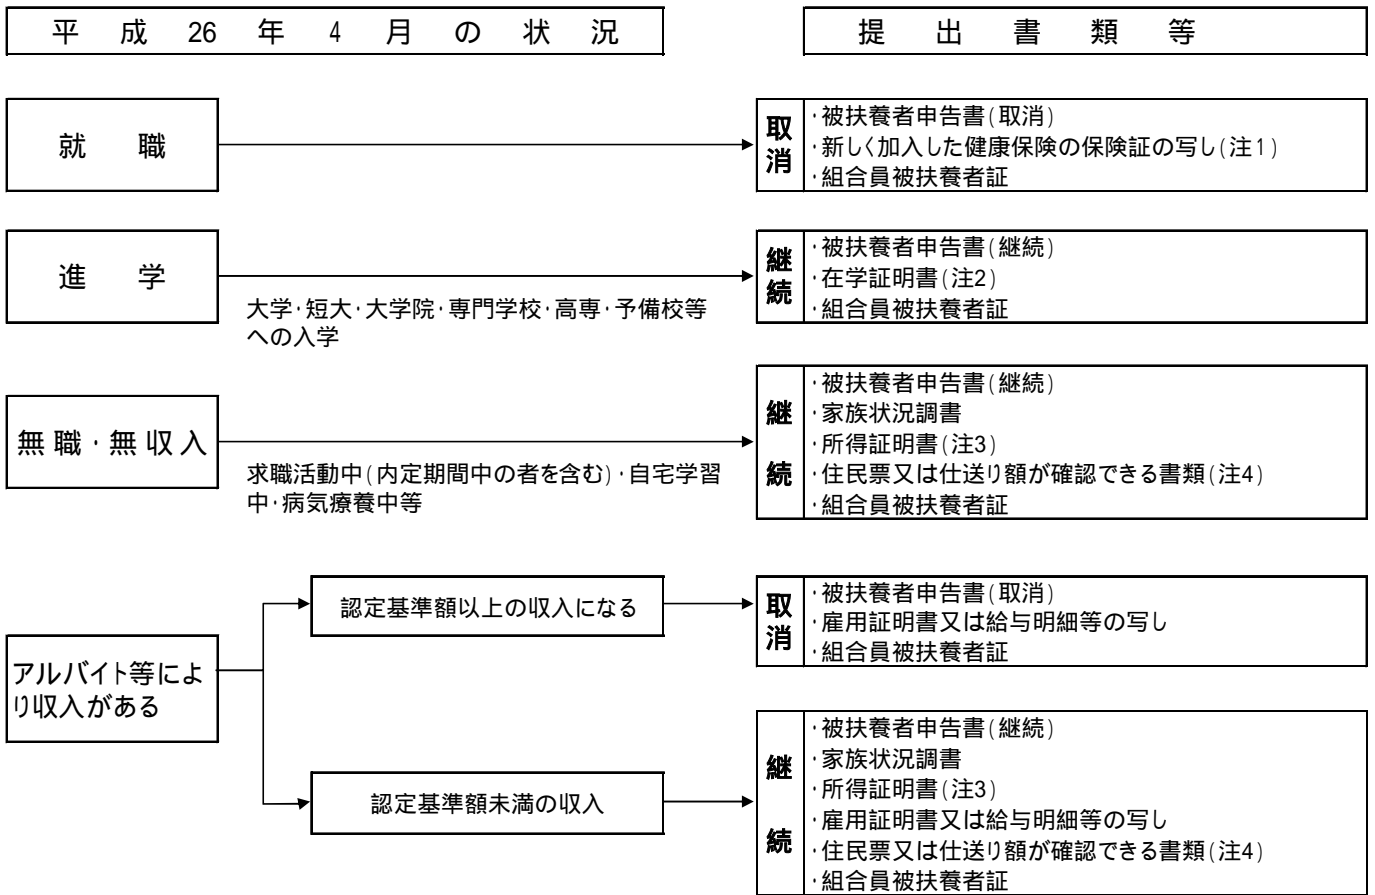 平成26年4月の状況
提出書類等
就職
取消
・被扶養者申告書(取消)
・新しく加入した健康保険の保険証の写し(注1)
・組合員被扶養者証
進学
大学・短大・大学院・専門学校・高専・予備校等
への入学
継続
・被扶養者申告書(継続)
・在学証明書(注2)
・組合員被扶養者証
無職・無収入
求職活動中(内定期間中の者を含む)・自宅学習
中・病気療養中等
継続
・被扶養者申告書(継続)
・家族状況調書
・所得証明書(注3)
・住民票又は仕送り額が確認できる書類(注4)
・組合員被扶養者証
アルバイト等によ
り収入がある
認定基準額以上の収入になる
取消
・被扶養者申告書(取消)
・雇用証明書又は給与明細等の写し
・組合員被扶養者証
認定基準額未満の収入
継続
・被扶養者申告書(継続)
・家族状況調書
・所得証明書(注3)
・雇用証明書又は給与明細等の写し
・住民票又は仕送り額が確認できる書類(注4)
・組合員被扶養者証